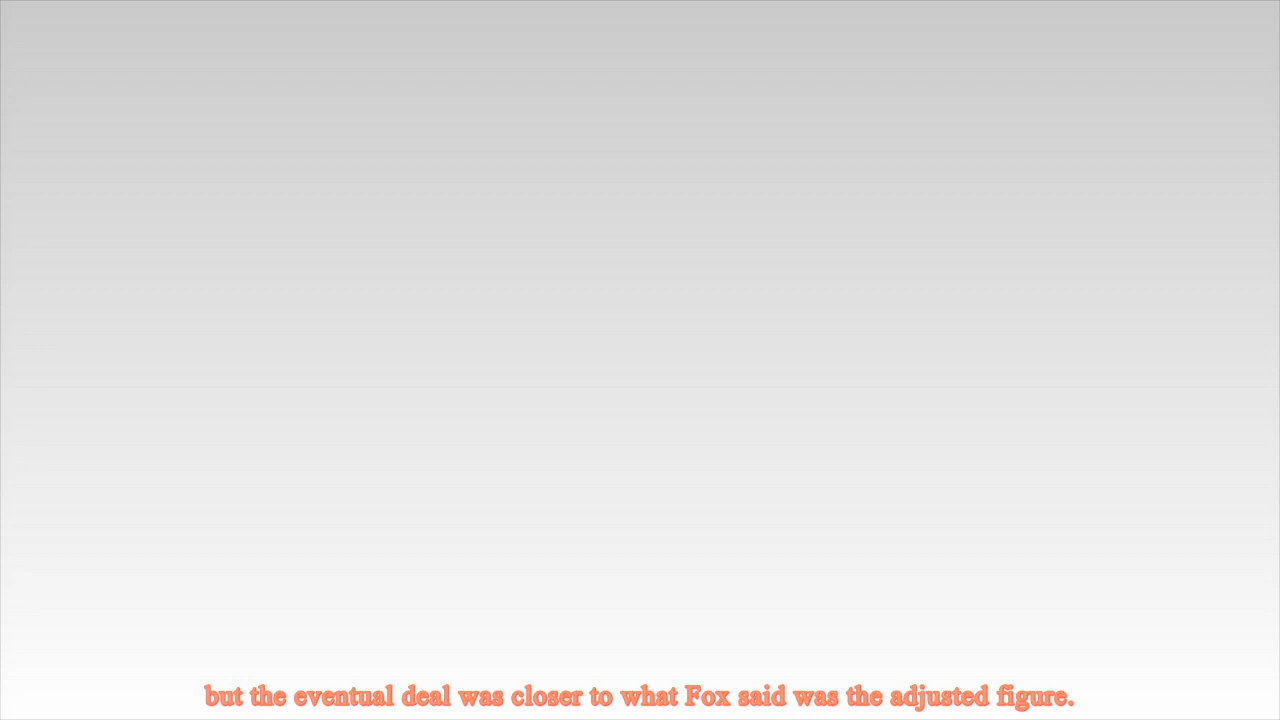 but the eventual deal was closer to what Fox said was the adjusted figure.